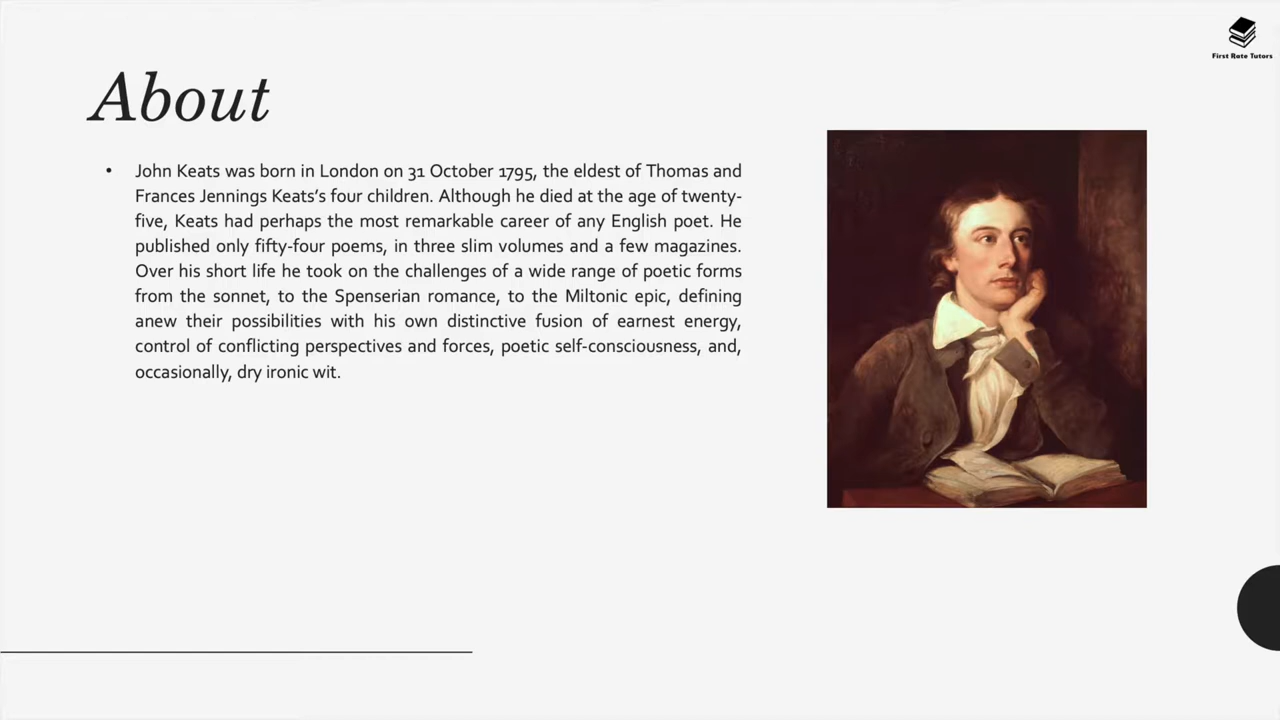 First Rate Tutors
About
• John Keats was born in London on 31 October 1795, the eldest of Thomas and
Frances Jennings Keats's four children. Although he died at the age of twenty-
five, Keats had perhaps the most remarkable career of any English poet. He
published only fifty-four poems, in three slim volumes and a few magazines.
Over his short life he took on the challenges of a wide range of poetic forms
from the sonnet, to the Spenserian romance, to the Miltonic epic, defining
anew their possibilities with his own distinctive fusion of earnest energy,
control of conflicting perspectives and forces, poetic self-consciousness, and,
occasionally, dry ironic wit.